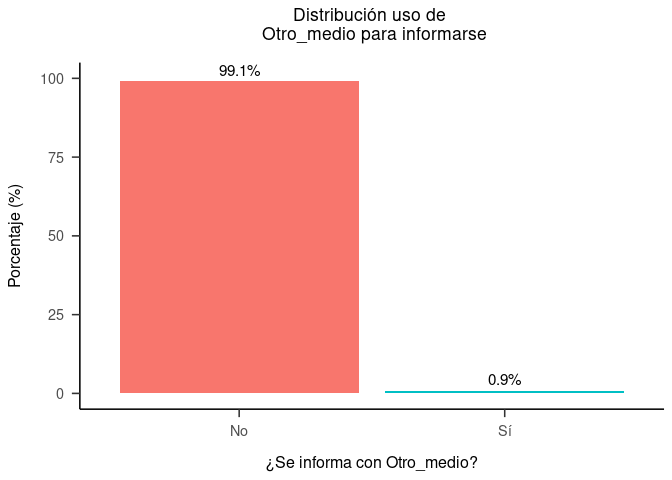 Distribución uso de
Otro_medio para informarse
Porcentaje (%)
100
75
50
25
0
99.1%
0.9%
No
Sí
¿Se informa con Otro_medio?